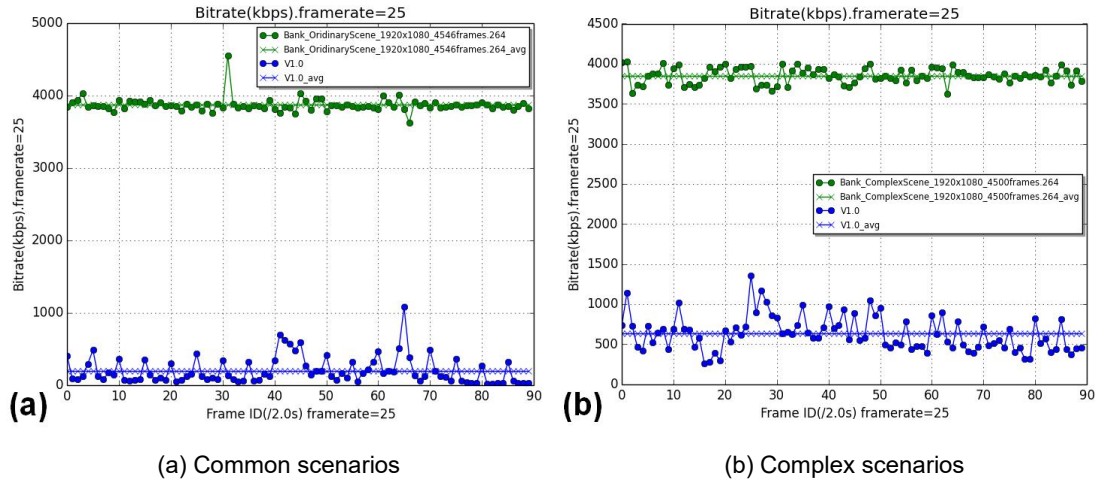 Bitrate(kbps).framerate=25
Bitrate(kbps).framerate=25
5000
4000
3000
2000
1000
0
Bank_OridinaryScene_1920x1080_4546frames.264
Bank_OridinaryScene_1920x1080_4546frames.264_avg
V1.0
V1.0_avg
0 10 20 30 40 50 60 70 80 90
Frame ID(/2.0s) framerate=25
(a)
Bitrate(kbps).framerate=25
Bitrate(kbps).framerate=25
4500
4000
3500
3000
2500
2000
1500
1000
500
0
Bank_ComplexScene_1920x1080_4500frames.264
Bank_ComplexScene_1920x1080_4500frames.264_avg
V1.0
V1.0_avg
0 10 20 30 40 50 60 70 80 90
Frame ID(/2.0s) framerate=25
(b)
(a) Common scenarios
(b) Complex scenarios